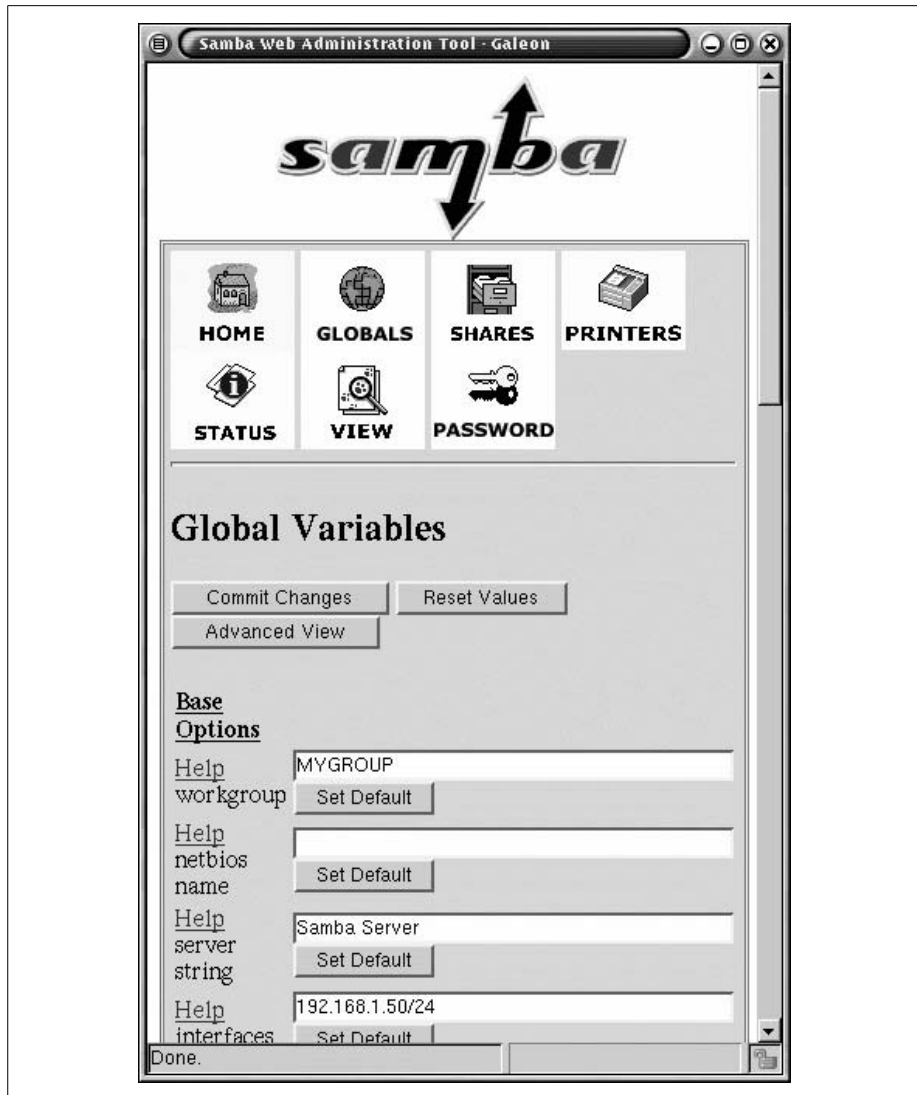 Samba Web Administration Tool - Galeon
samba
HOME GLOBALS SHARES PRINTERS
STATUS VIEW PASSWORD
Global Variables
Commit Changes Reset Values
Advanced View
Base
Options
Help MYGROUP
workgroup Set Default
Help
netbios
name Set Default
Help Samba Server
server
string Set Default
Help 192.168.1.50/24
interfaces Set Default
Done.